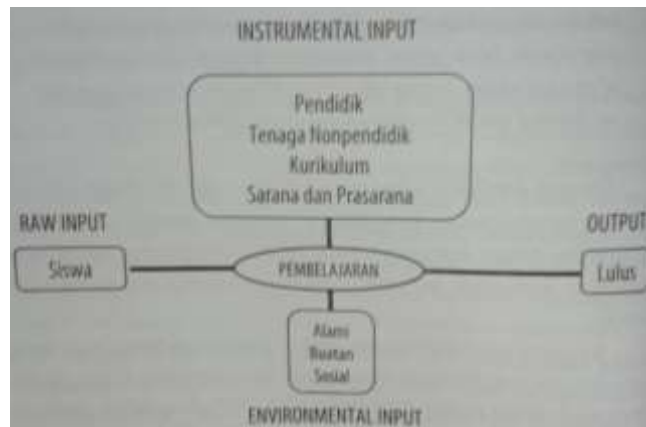 INSTRUMENTAL INPUT
Pendidik
Tenaga Nonpendidik
Kurikulum
Sarana dan Prasarana
RAW INPUT
OUTPUT
Siswa
PEMBELAJARAN
Lulus
Alami
Buatan
Sosial
ENVIRONMENTAL INPUT